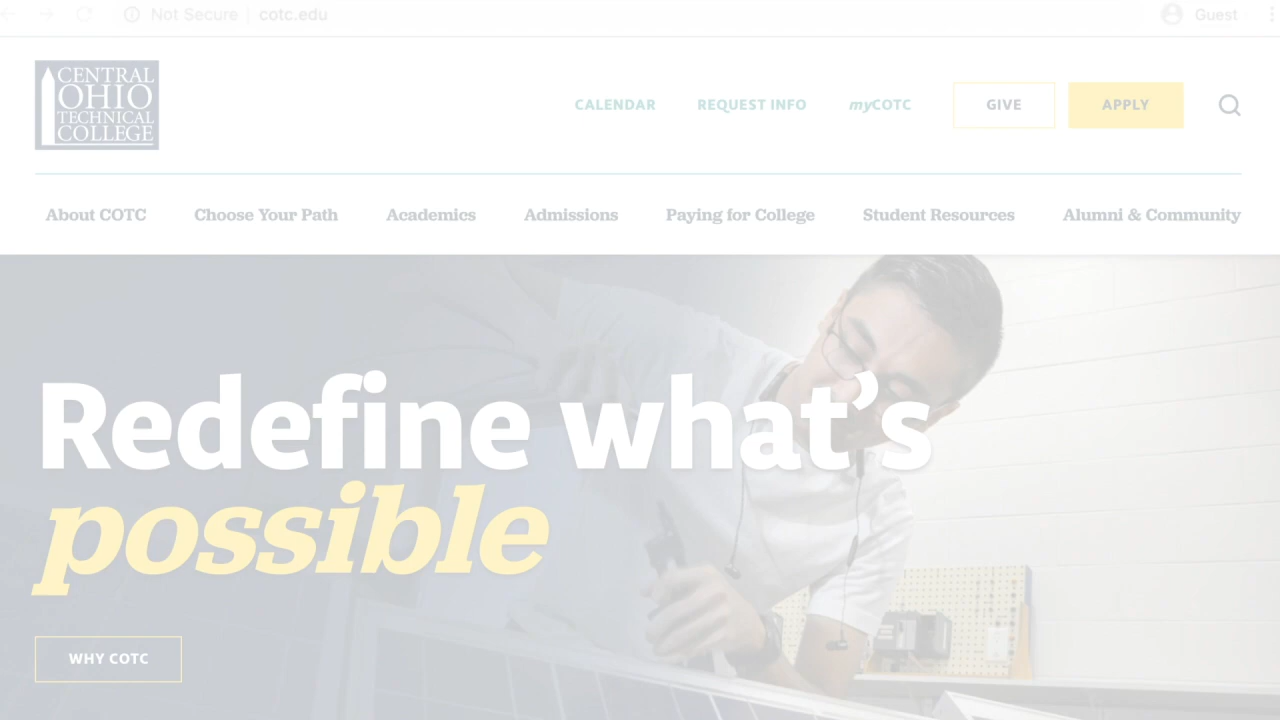 Not Secure | cotc.edu
Guest
CENTRAL
OHIO
TECHNICAL
COLLEGE
CALENDAR REQUEST INFO myCOTC GIVE APPLY
About COTC Choose Your Path Academics Admissions Paying for College Student Resources Alumni & Community
Redefine what's
possible
WHY COTC